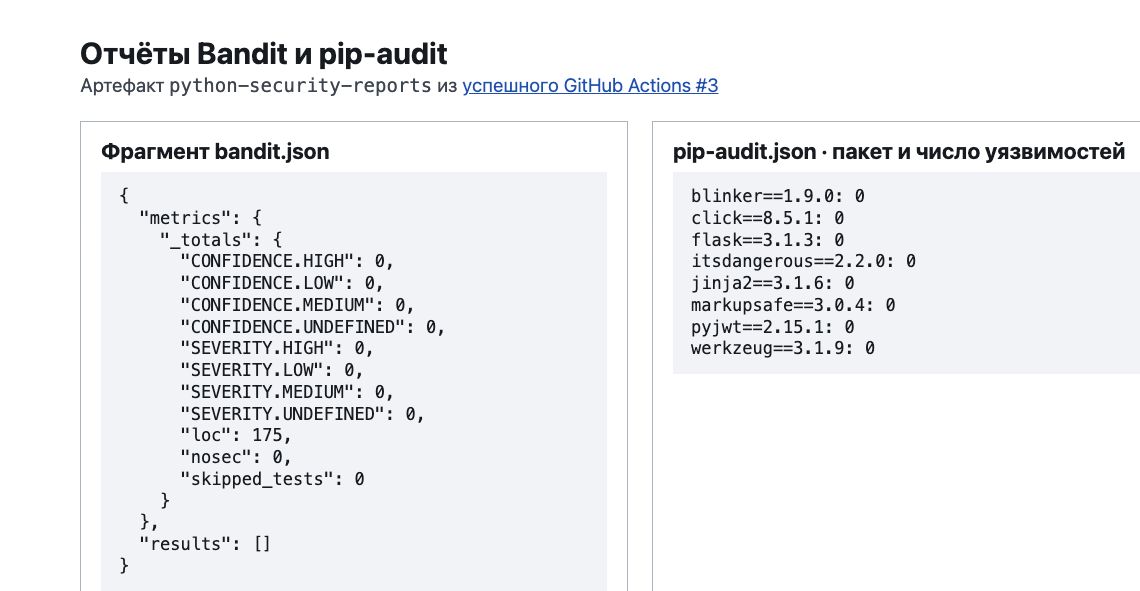 Отчёты Bandit и pip-audit
Артефакт python-security-reports из успешного GitHub Actions #3
Фрагмент bandit.json
{
  "metrics": {
    "_totals": {
      "CONFIDENCE.HIGH": 0,
      "CONFIDENCE.LOW": 0,
      "CONFIDENCE.MEDIUM": 0,
      "CONFIDENCE.UNDEFINED": 0,
      "SEVERITY.HIGH": 0,
      "SEVERITY.LOW": 0,
      "SEVERITY.MEDIUM": 0,
      "SEVERITY.UNDEFINED": 0,
      "loc": 175,
      "nosec": 0,
      "skipped_tests": 0
    }
  },
  "results": []
}
pip-audit.json · пакет и число уязвимостей
blinker==1.9.0: 0
click==8.5.1: 0
flask==3.1.3: 0
itsdangerous==2.2.0: 0
jinja2==3.1.6: 0
markupsafe==3.0.4: 0
pyjwt==2.15.1: 0
werkzeug==3.1.9: 0